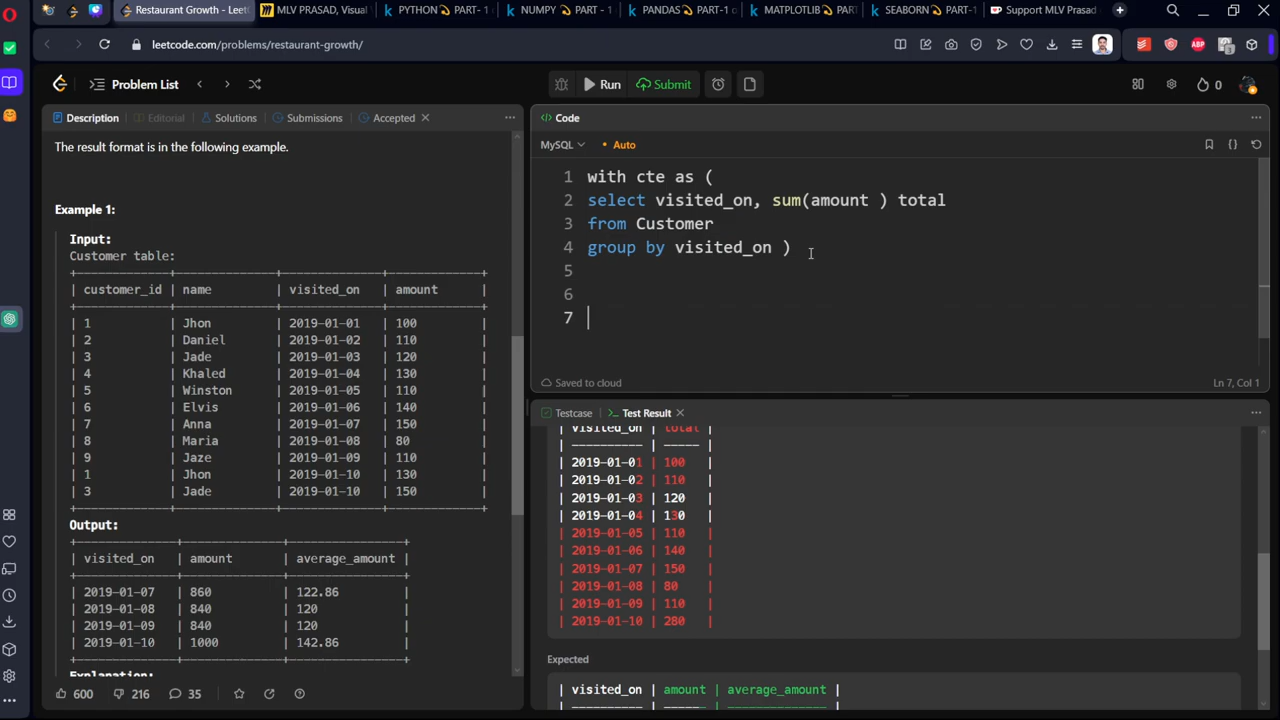 Restaurant Growth - Leet
MLV PRASAD, Visual
PYTHON PART- 1
NUMPY PART - 1
PANDAS-1
MATPLOTLIB PAR
SEABORN PART-1
Support MLV Prasad
leetcode.com/problems/restaurant-growth/
ABP
Problem List
Run
Submit
0
Description
Editorial
Solutions
Submissions
Accepted
The result format is in the following example.
Example 1:
Input:
Customer table:
+-------------+--------------+--------------+-------------+
| customer_id | name         | visited_on   | amount      |
+-------------+--------------+--------------+-------------+
| 1           | Jhon         | 2019-01-01   | 100         |
| 2           | Daniel       | 2019-01-02   | 110         |
| 3           | Jade         | 2019-01-03   | 120         |
| 4           | Khaled       | 2019-01-04   | 130         |
| 5           | Winston      | 2019-01-05   | 110         |
| 6           | Elvis        | 2019-01-06   | 140         |
| 7           | Anna         | 2019-01-07   | 150         |
| 8           | Maria        | 2019-01-08   | 80          |
| 9           | Jaze         | 2019-01-09   | 110         |
| 1           | Jhon         | 2019-01-10   | 130         |
| 3           | Jade         | 2019-01-10   | 150         |
+-------------+--------------+--------------+-------------+
Output:
+--------------+--------------+----------------+
| visited_on   | amount       | average_amount |
+--------------+--------------+----------------+
| 2019-01-07   | 860          | 122.86         |
| 2019-01-08   | 840          | 120            |
| 2019-01-09   | 840          | 120            |
| 2019-01-10   | 1000         | 142.86         |
+--------------+--------------+----------------+
Explanation:
600
216
35
Code
MySQL
Auto
1 with cte as (
2 select visited_on, sum(amount ) total
3 from Customer
4 group by visited_on )
5
6
7
Saved to cloud
Ln 7, Col 1
Testcase
Test Result
| visited_on | total |
| ---------- | ----- |
| 2019-01-01 | 100 |
| 2019-01-02 | 110 |
| 2019-01-03 | 120 |
| 2019-01-04 | 130 |
| 2019-01-05 | 110 |
| 2019-01-06 | 140 |
| 2019-01-07 | 150 |
| 2019-01-08 | 80 |
| 2019-01-09 | 110 |
| 2019-01-10 | 280 |
Expected
| visited_on | amount | average_amount |